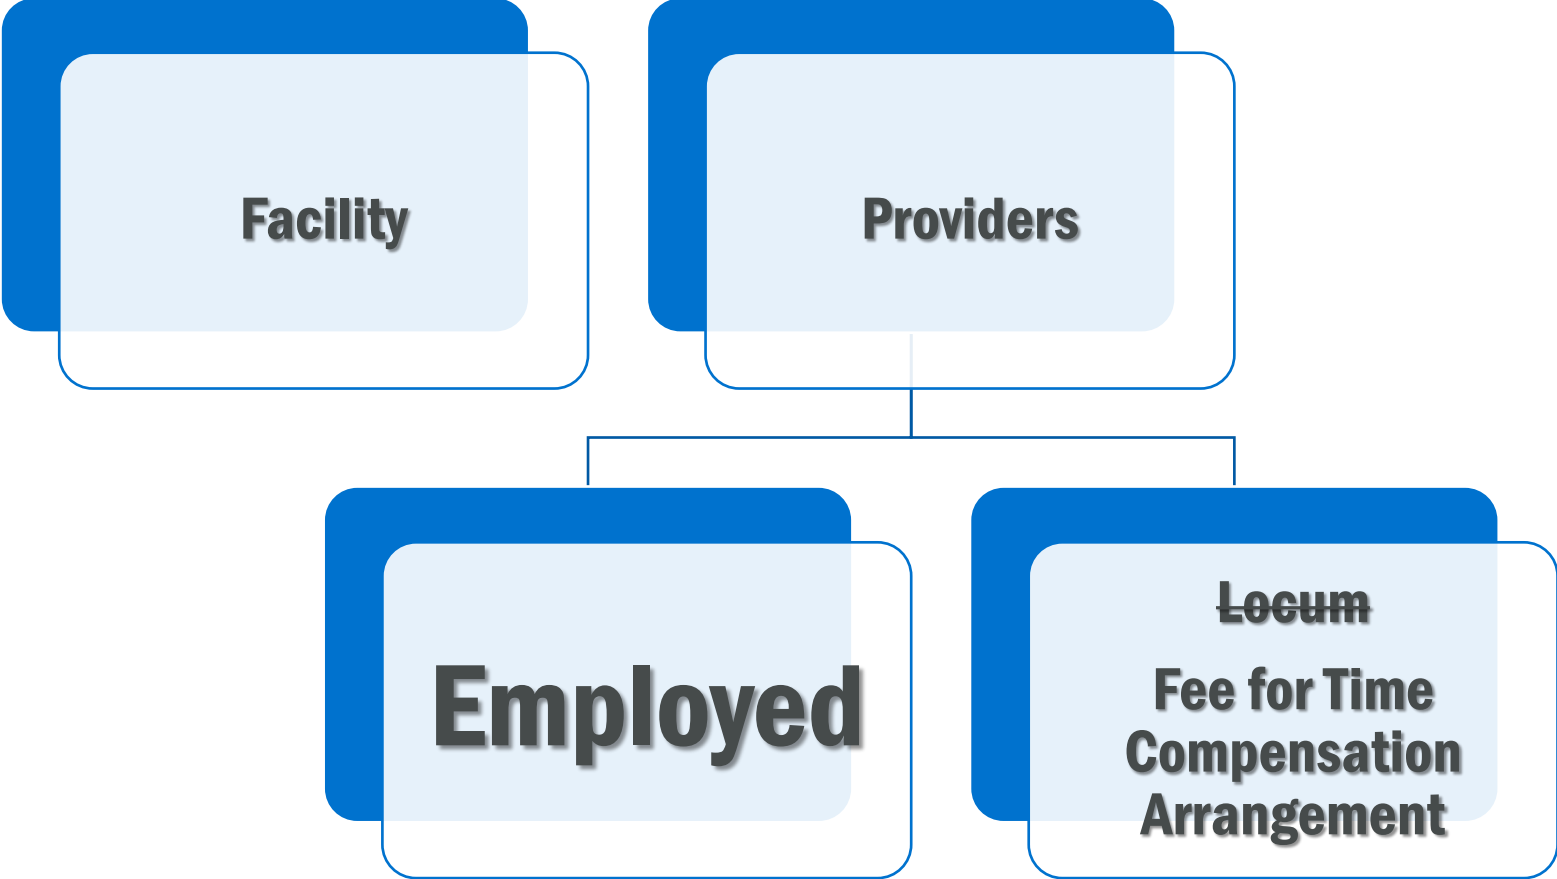 Facility
Providers
Employed
Locum
Fee for Time
Compensation
Arrangement